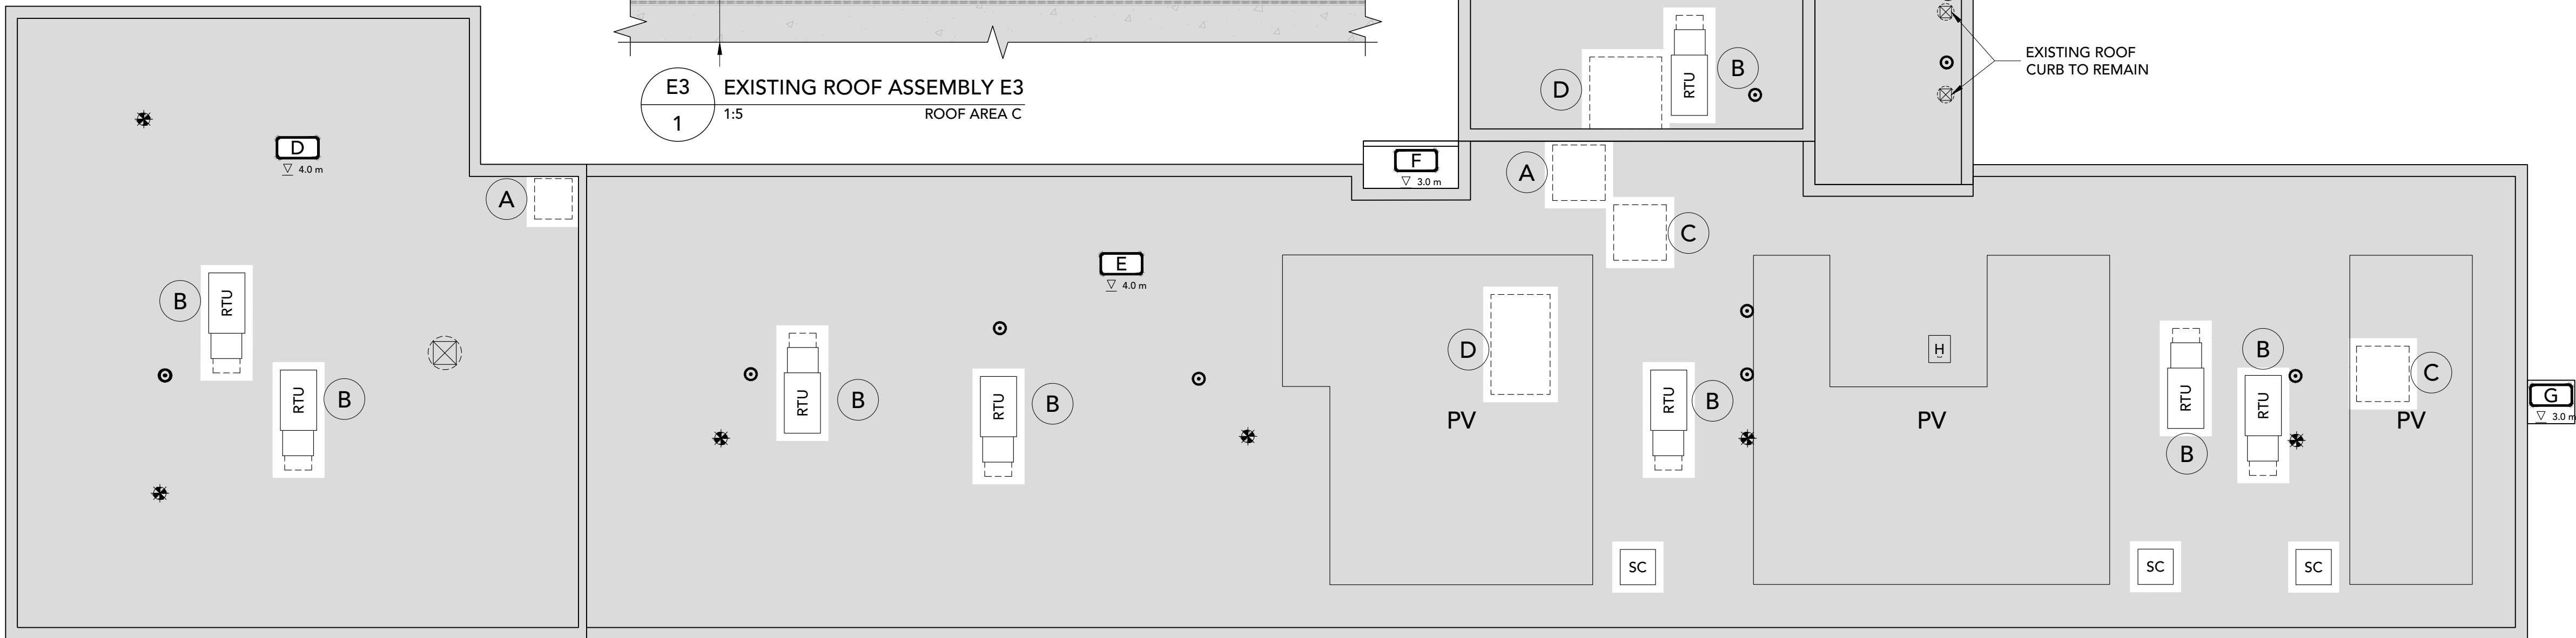 E3
1
EXISTING ROOF ASSEMBLY E3
1:5 ROOF AREA C
D
RTU
B
EXISTING ROOF
CURB TO REMAIN
D
4.0 m
A
F
3.0 m
A
C
B
RTU
RTU
B
E
4.0 m
RTU
B
RTU
B
D
PV
RTU
B
H
PV
RTU
B
B
RTU
C
PV
G
3.0 m
SC
SC
SC